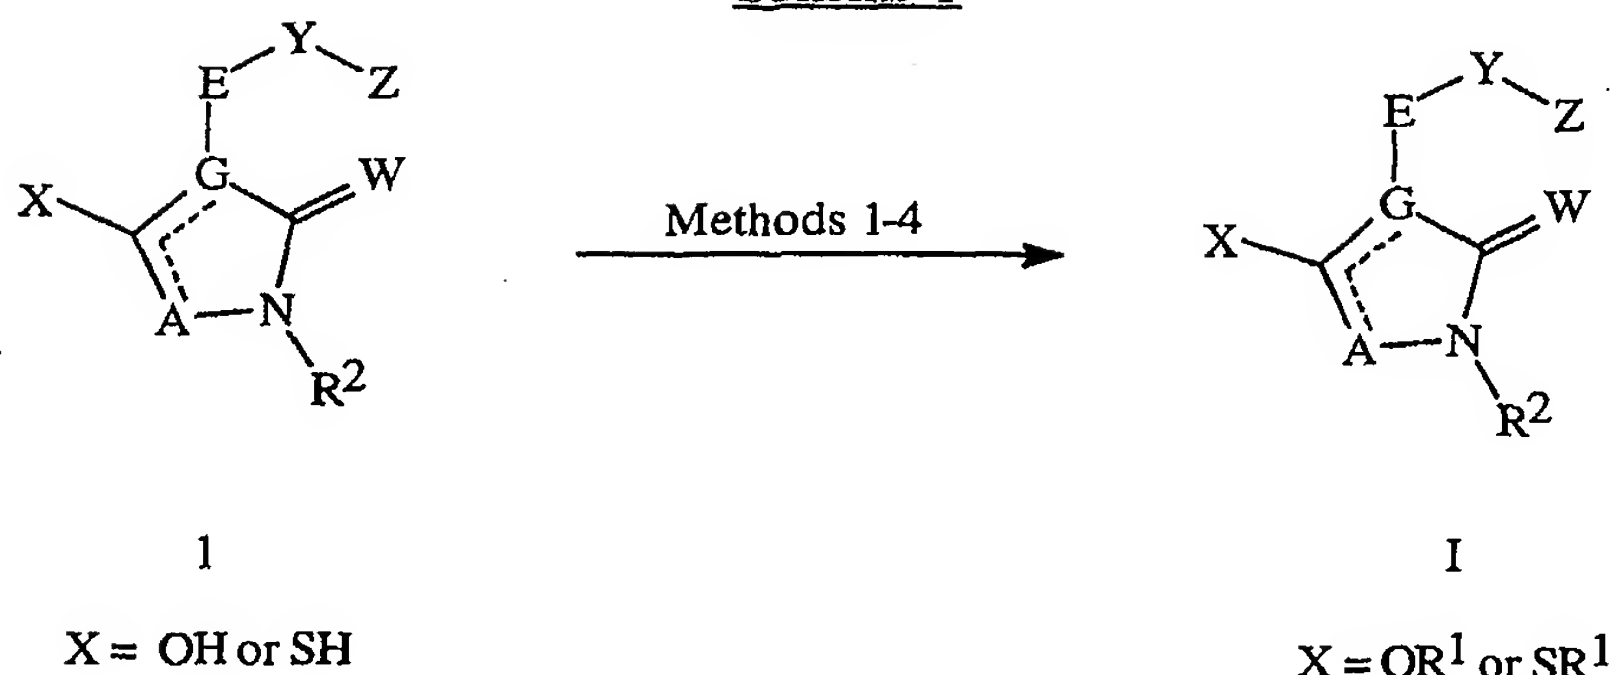 Y
E Z
G W
X
A N
R²
Methods 1-4
Y
E Z
G W
X
A N
R²
1
I
X = OH or SH
X = OR¹ or SR¹